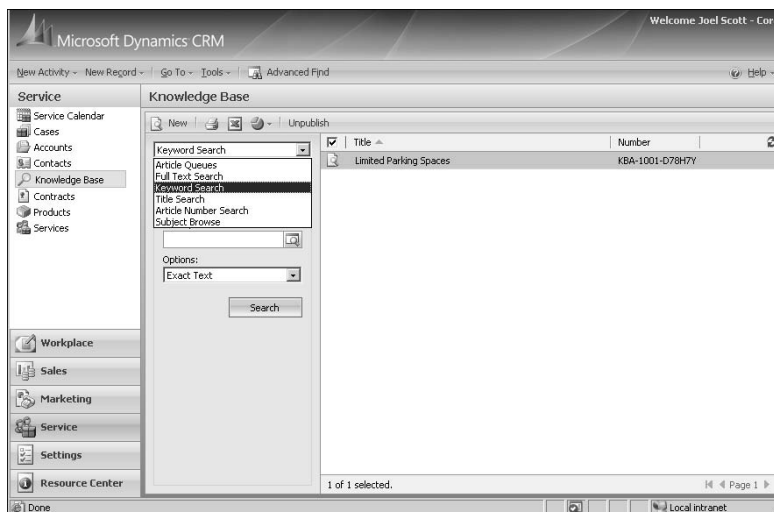 Welcome Joel Scott - Cor
Microsoft Dynamics CRM
New Activity New Record Go To Tools Advanced Find Help
Service
Service Calendar
Cases
Accounts
Contacts
Knowledge Base
Contracts
Products
Services
Workplace
Sales
Marketing
Service
Settings
Resource Center
Knowledge Base
New Unpublish
Keyword Search
Article Queues
Full Text Search
Keyword Search
Title Search
Article Number Search
Subject Browse
Options:
Exact Text
Search
Title Number
Limited Parking Spaces KBA-1001-D78H7Y
1 of 1 selected. Page 1
Done Local intranet